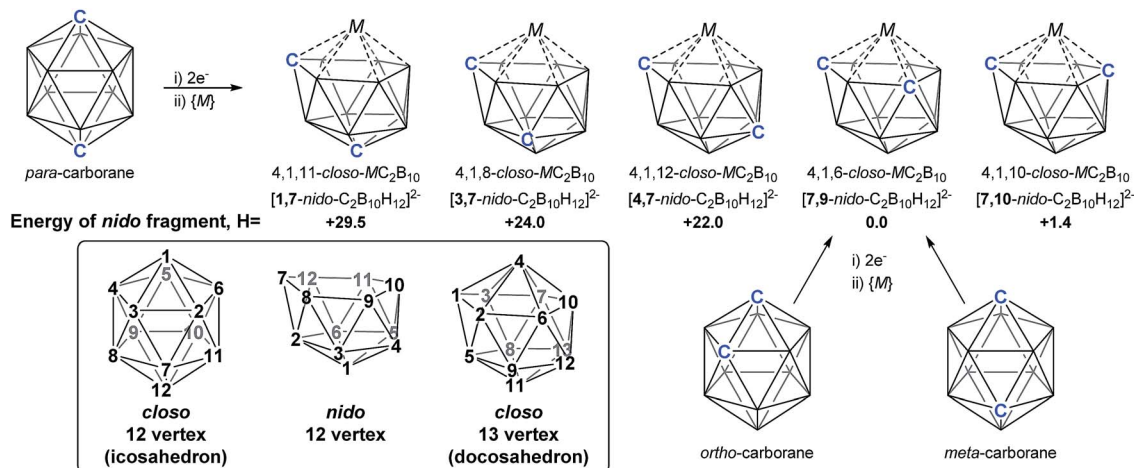 C
C
para-carborane
i) 2e-
ii) {M}
M
C
C
4,1,11-closo-MC2B10
[1,7-nido-C2B10H12]2-
M
C
C
4,1,8-closo-MC2B10
[3,7-nido-C2B10H12]2-
M
C
C
4,1,12-closo-MC2B10
[4,7-nido-C2B10H12]2-
M
C
C
4,1,6-closo-MC2B10
[7,9-nido-C2B10H12]2-
M
C
C
4,1,10-closo-MC2B10
[7,10-nido-C2B10H12]2-
Energy of nido fragment, H= +29.5 +24.0 +22.0 0.0 +1.4
1
5
4 6
3 2
9 10
8 11
7
12
closo
12 vertex
(icosahedron)
7 12 11 10
8 9
6 5
2 3 4
1
nido
12 vertex
4
1 3 7 10
2 6
8 13
5 9 12
11
closo
13 vertex
(docosahedron)
i) 2e-
ii) {M}
C
C
ortho-carborane
C
C
meta-carborane